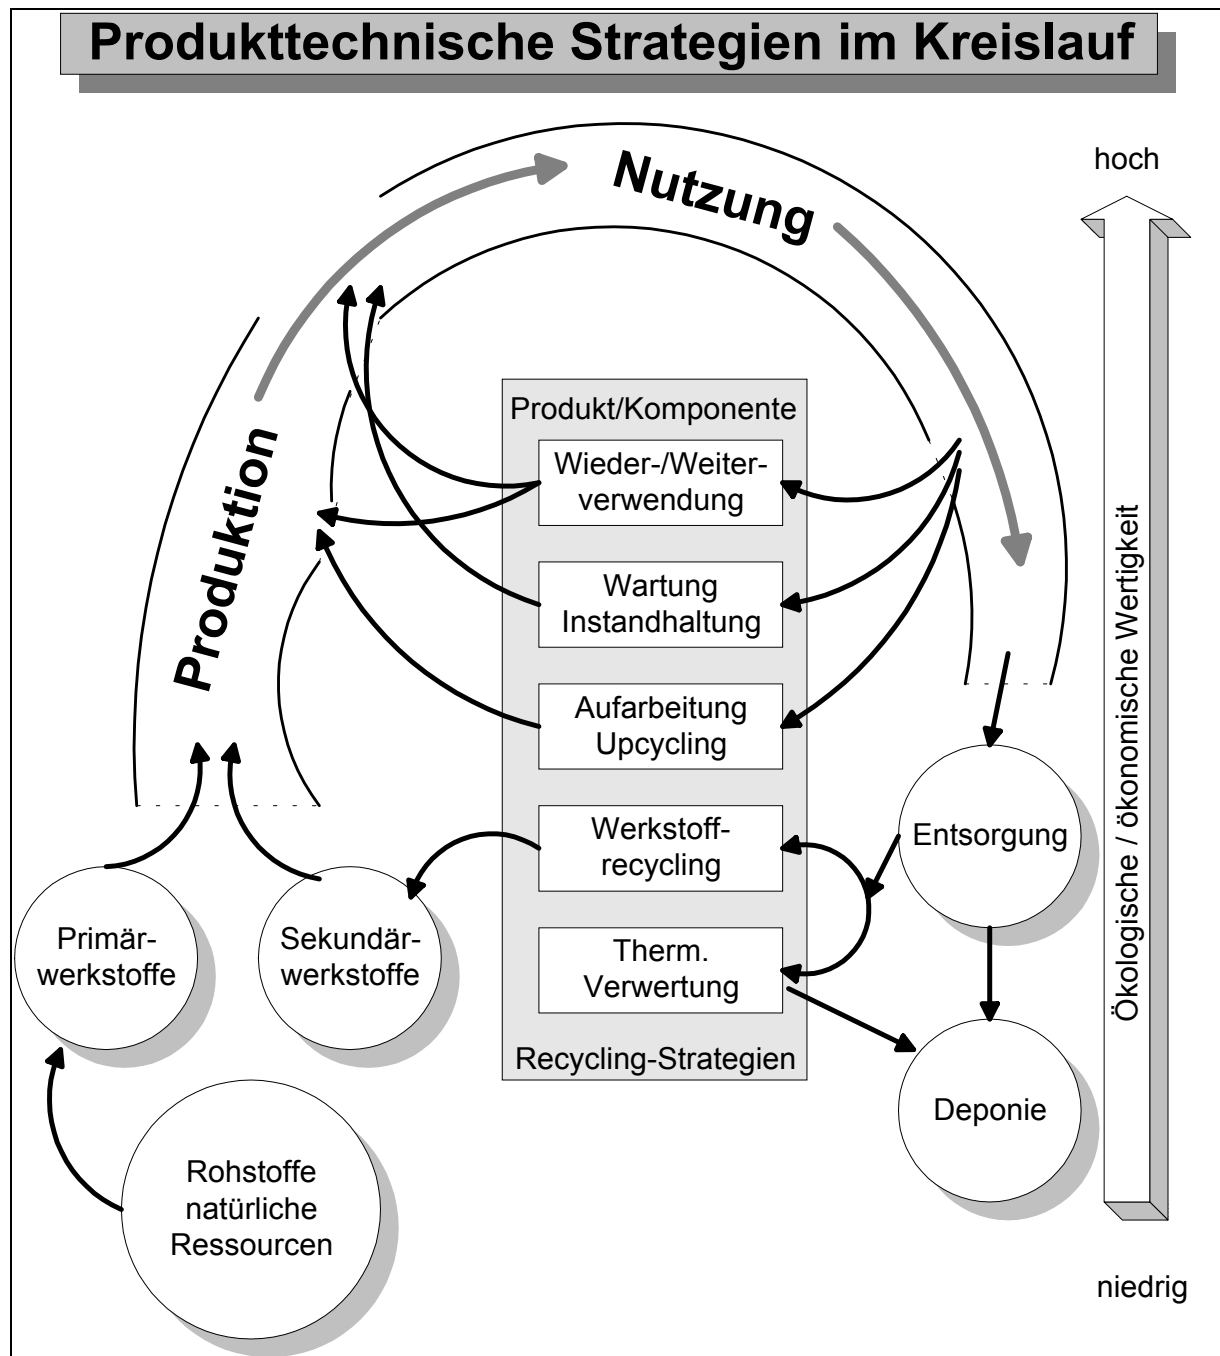 Produkttechnische Strategien im Kreislauf
hoch
Nutzung
Produktion
Produkt/Komponente
Wieder-/Weiter-
verwendung
Wartung
Instandhaltung
Aufarbeitung
Upcycling
Werkstoff-
recycling
Therm.
Verwertung
Recycling-Strategien
Entsorgung
Deponie
Primär-
werkstoffe
Sekundär-
werkstoffe
Rohstoffe
natürliche
Ressourcen
Ökologische / ökonomische Wertigkeit
niedrig